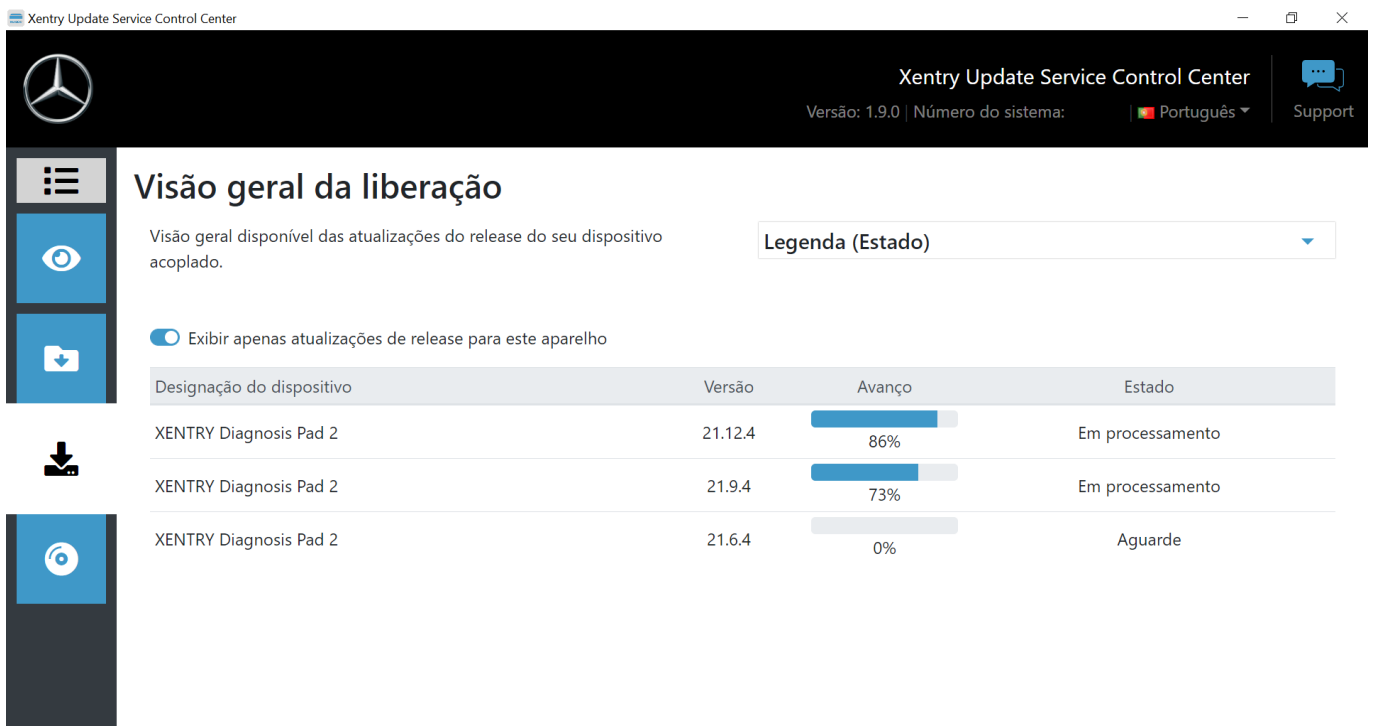 Xentry Update Service Control Center
Xentry Update Service Control Center
Versão: 1.9.0 | Número do sistema: | Português
Support
Visão geral da liberação
Visão geral disponível das atualizações do release do seu dispositivo
acoplado.
Legenda (Estado)
Exibir apenas atualizações de release para este aparelho
Designação do dispositivo Versão Avanço Estado
XENTRY Diagnosis Pad 2 21.12.4 86% Em processamento
XENTRY Diagnosis Pad 2 21.9.4 73% Em processamento
XENTRY Diagnosis Pad 2 21.6.4 0% Aguarde